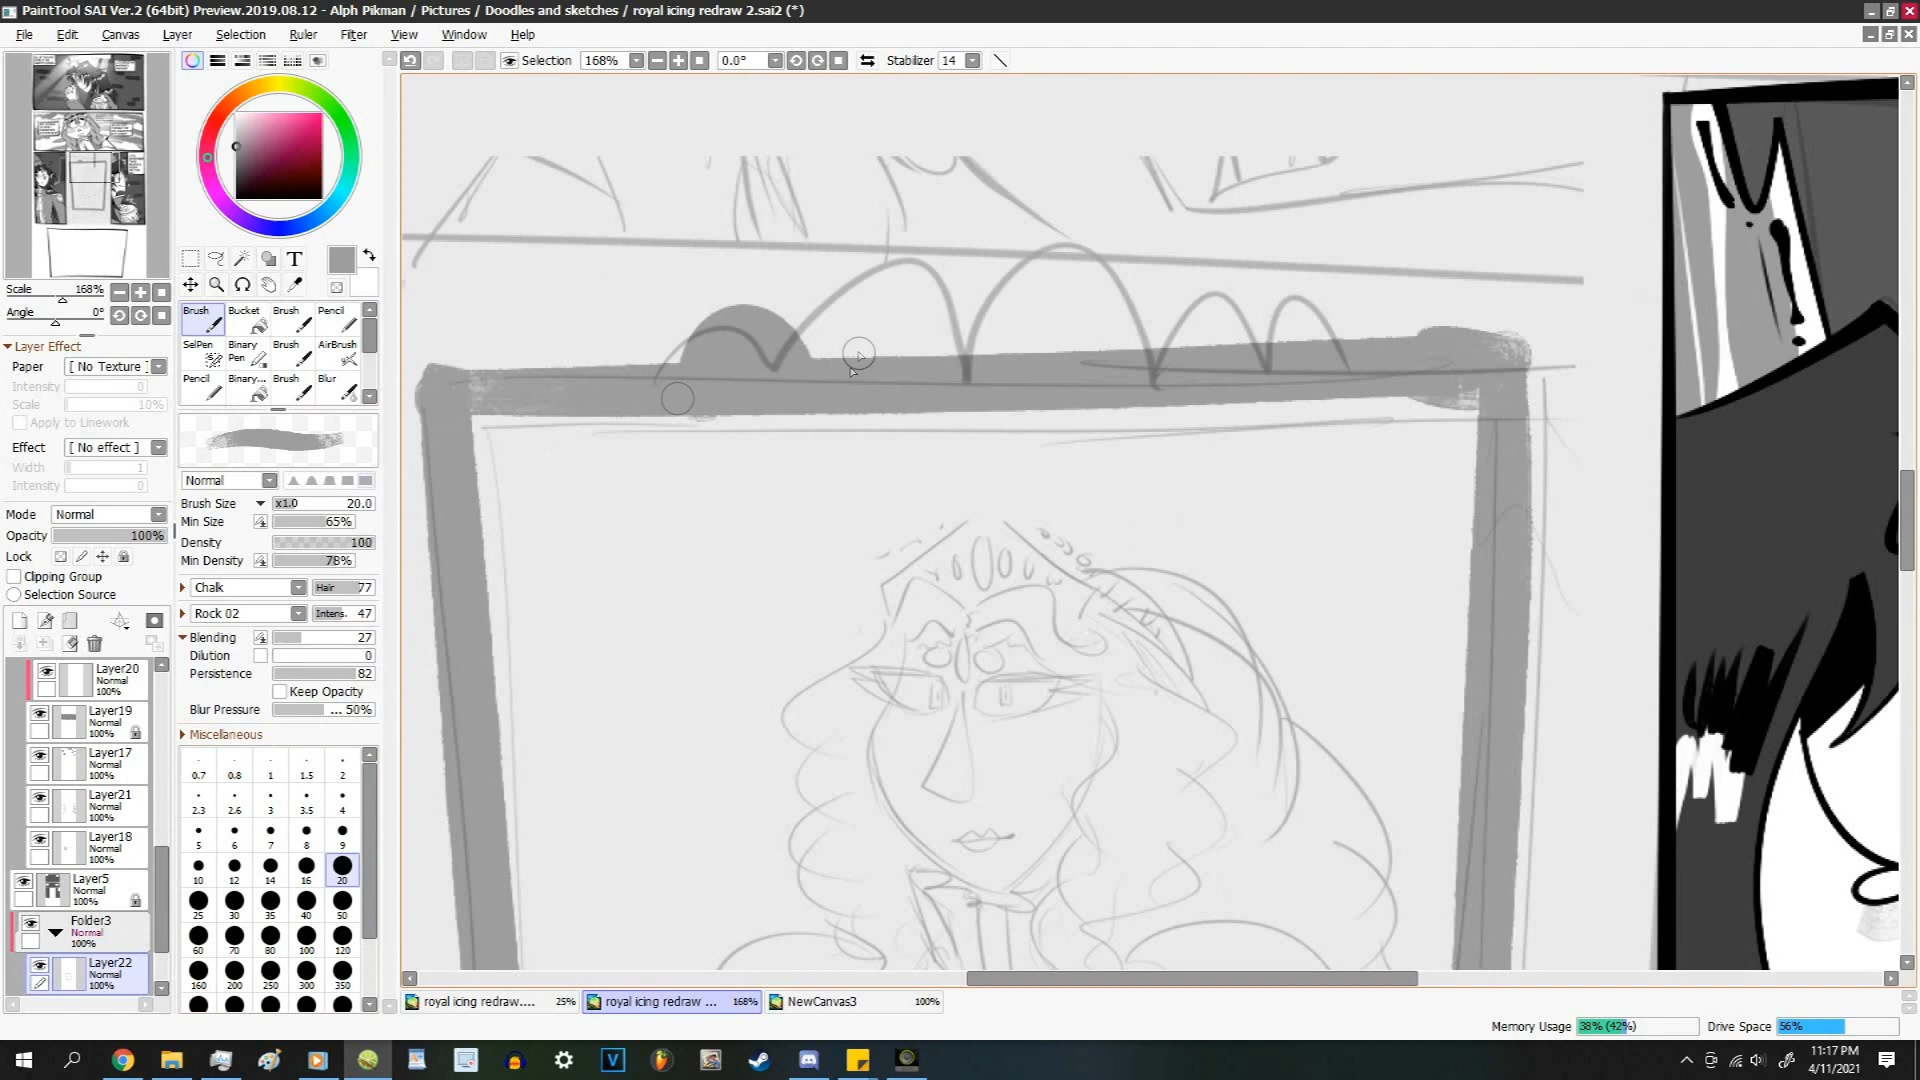 PaintTool SAI Ver.2 (64bit) Preview.2019.08.12 - Alph Pikman / Pictures / Doodles and sketches / royal icing redraw 2.sai2 (*)
File Edit Canvas Layer Selection Ruler Filter View Window Help
Selection 168% 0.0° Stabilizer 14
Scale 168%
Angle 0°
Layer Effect
Paper [ No Texture ]
Intensity 0
Scale 10%
Apply to Linework
Effect [ No effect ]
Width 1
Intensity 0
Mode Normal
Opacity 100%
Lock
Clipping Group
Selection Source
Layer20
Normal
100%
Layer19
Normal
100%
Layer17
Normal
100%
Layer21
Normal
100%
Layer18
Normal
100%
Layer5
Normal
100%
Folder3
Normal
100%
Layer22
Normal
100%
T
Brush Bucket Brush Pencil
SelPen Binary Pen Brush AirBrush
Pencil Binary... Brush Blur
Normal
Brush Size x1.0 20.0
Min Size 65%
Density 100
Min Density 78%
Chalk Hair 77
Rock 02 Intens. 47
Blending 27
Dilution 0
Persistence 82
Keep Opacity
Blur Pressure ... 50%
Miscellaneous
0.7 0.8 1 1.5 2
2.3 2.6 3 3.5 4
5 6 7 8 9
10 12 14 16 20
25 30 35 40 50
60 70 80 100 120
160 200 250 300 350
royal icing redraw.... 25% royal icing redraw ... 168% NewCanvas3 100%
Memory Usage 38% (42%) Drive Space 56%
V
11:17 PM
4/11/2021